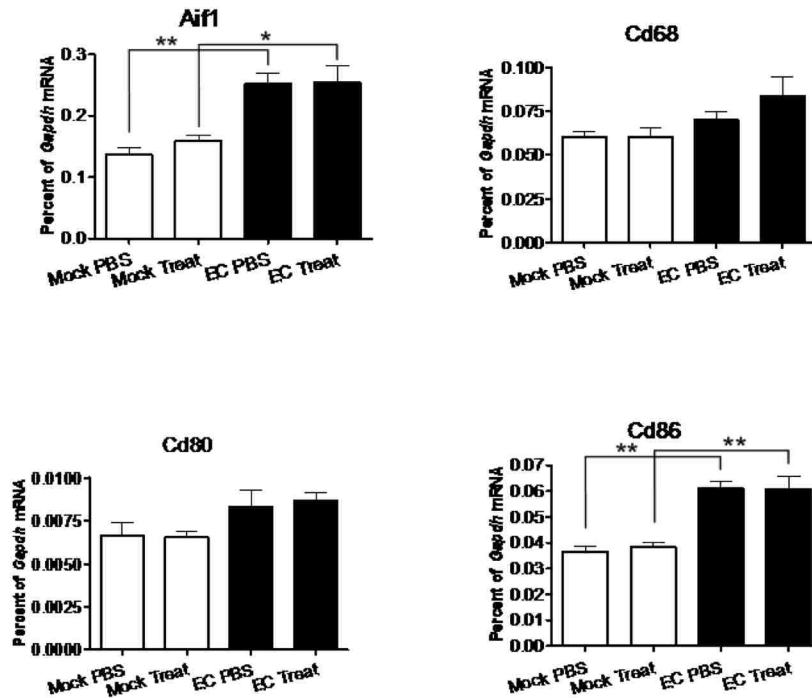 Aif1
** *
Percent of Gapdh mRNA
0.3
0.2
0.1
0.0
Mock PBS
Mock Treat
EC PBS
EC Treat
Cd68
Percent of Gapdh mRNA
0.100
0.075
0.050
0.025
0.000
Mock PBS
Mock Treat
EC PBS
EC Treat
Cd80
Percent of Gapdh mRNA
0.0100
0.0075
0.0050
0.0025
0.0000
Mock PBS
Mock Treat
EC PBS
EC Treat
Cd86
** **
Percent of Gapdh mRNA
0.07
0.06
0.05
0.04
0.03
0.02
0.01
0.00
Mock PBS
Mock Treat
EC PBS
EC Treat